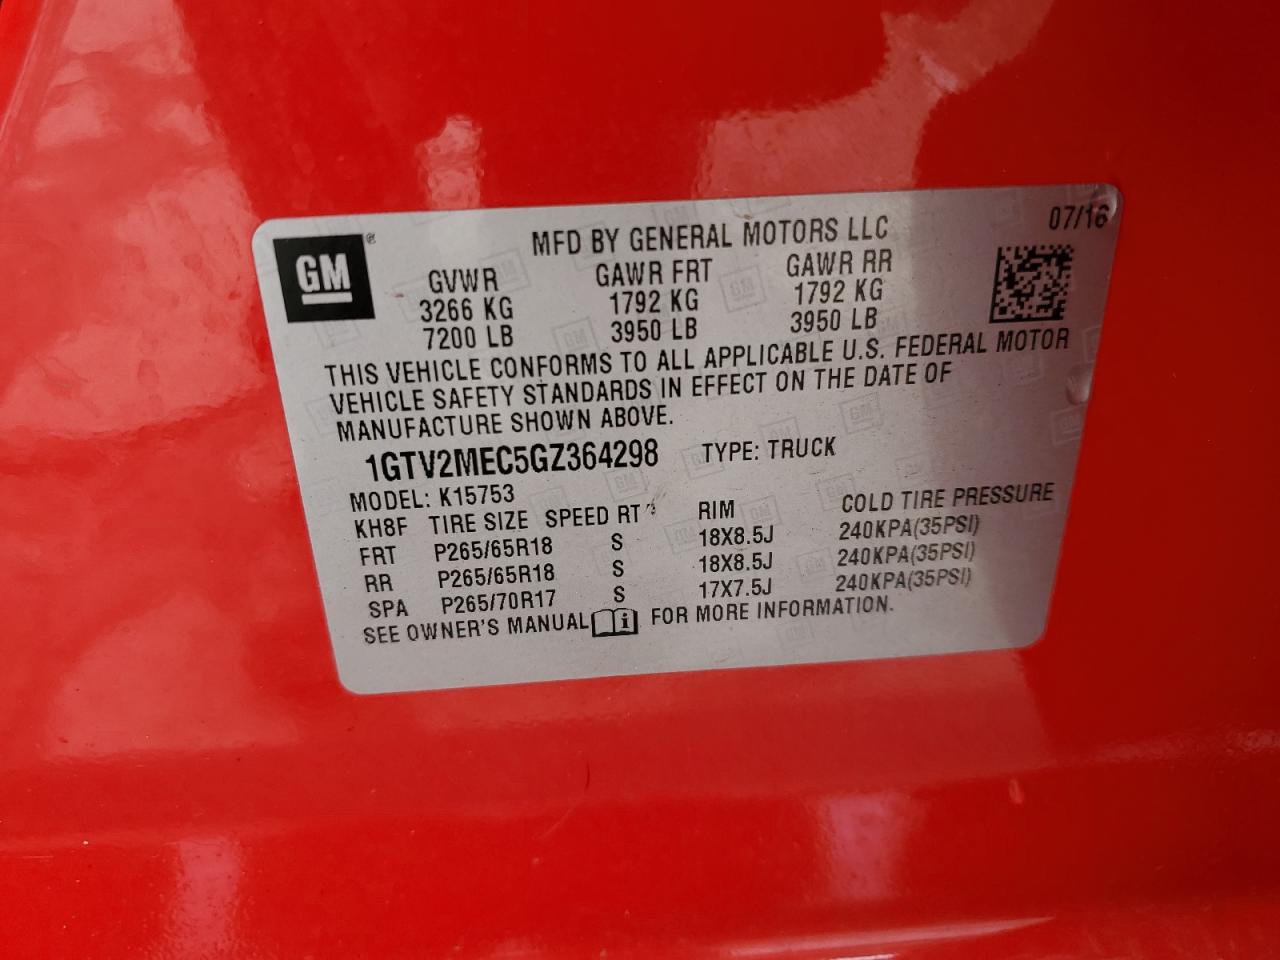 GM®
MFD BY GENERAL MOTORS LLC 07/16
GVWR GAWR FRT GAWR RR
3266 KG 1792 KG 1792 KG
7200 LB 3950 LB 3950 LB
THIS VEHICLE CONFORMS TO ALL APPLICABLE U.S. FEDERAL MOTOR
VEHICLE SAFETY STANDARDS IN EFFECT ON THE DATE OF
MANUFACTURE SHOWN ABOVE.
1GTV2MEC5GZ364298 TYPE: TRUCK
MODEL: K15753
KH8F TIRE SIZE SPEED RTG RIM COLD TIRE PRESSURE
FRT P265/65R18 S 18X8.5J 240KPA(35PSI)
RR P265/65R18 S 18X8.5J 240KPA(35PSI)
SPA P265/70R17 S 17X7.5J 240KPA(35PSI)
SEE OWNER'S MANUAL i FOR MORE INFORMATION.